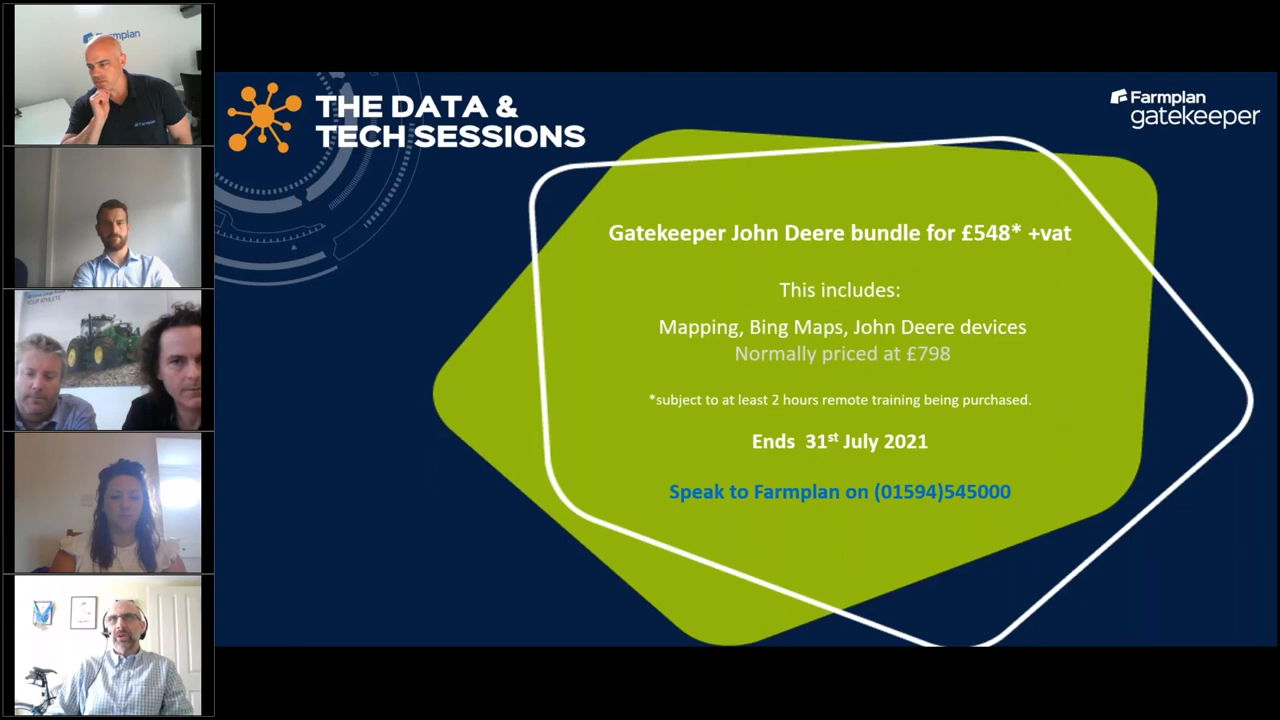 Farmplan
THE DATA &
TECH SESSIONS
Farmplan
gatekeeper
Gatekeeper John Deere bundle for £548* +vat
This includes:
Mapping, Bing Maps, John Deere devices
Normally priced at £798
*subject to at least 2 hours remote training being purchased.
Ends 31st July 2021
Speak to Farmplan on (01594)545000
YOUR ATHLETE